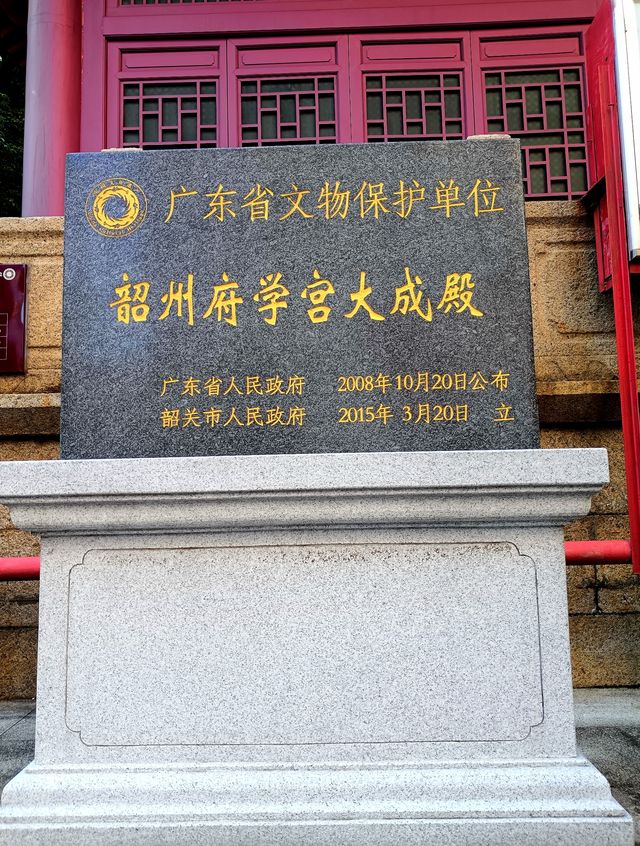 广东省文物保护单位
韶州府学宫大成殿
广东省人民政府 2008年10月20日公布
韶关市人民政府 2015年 3月20日 立